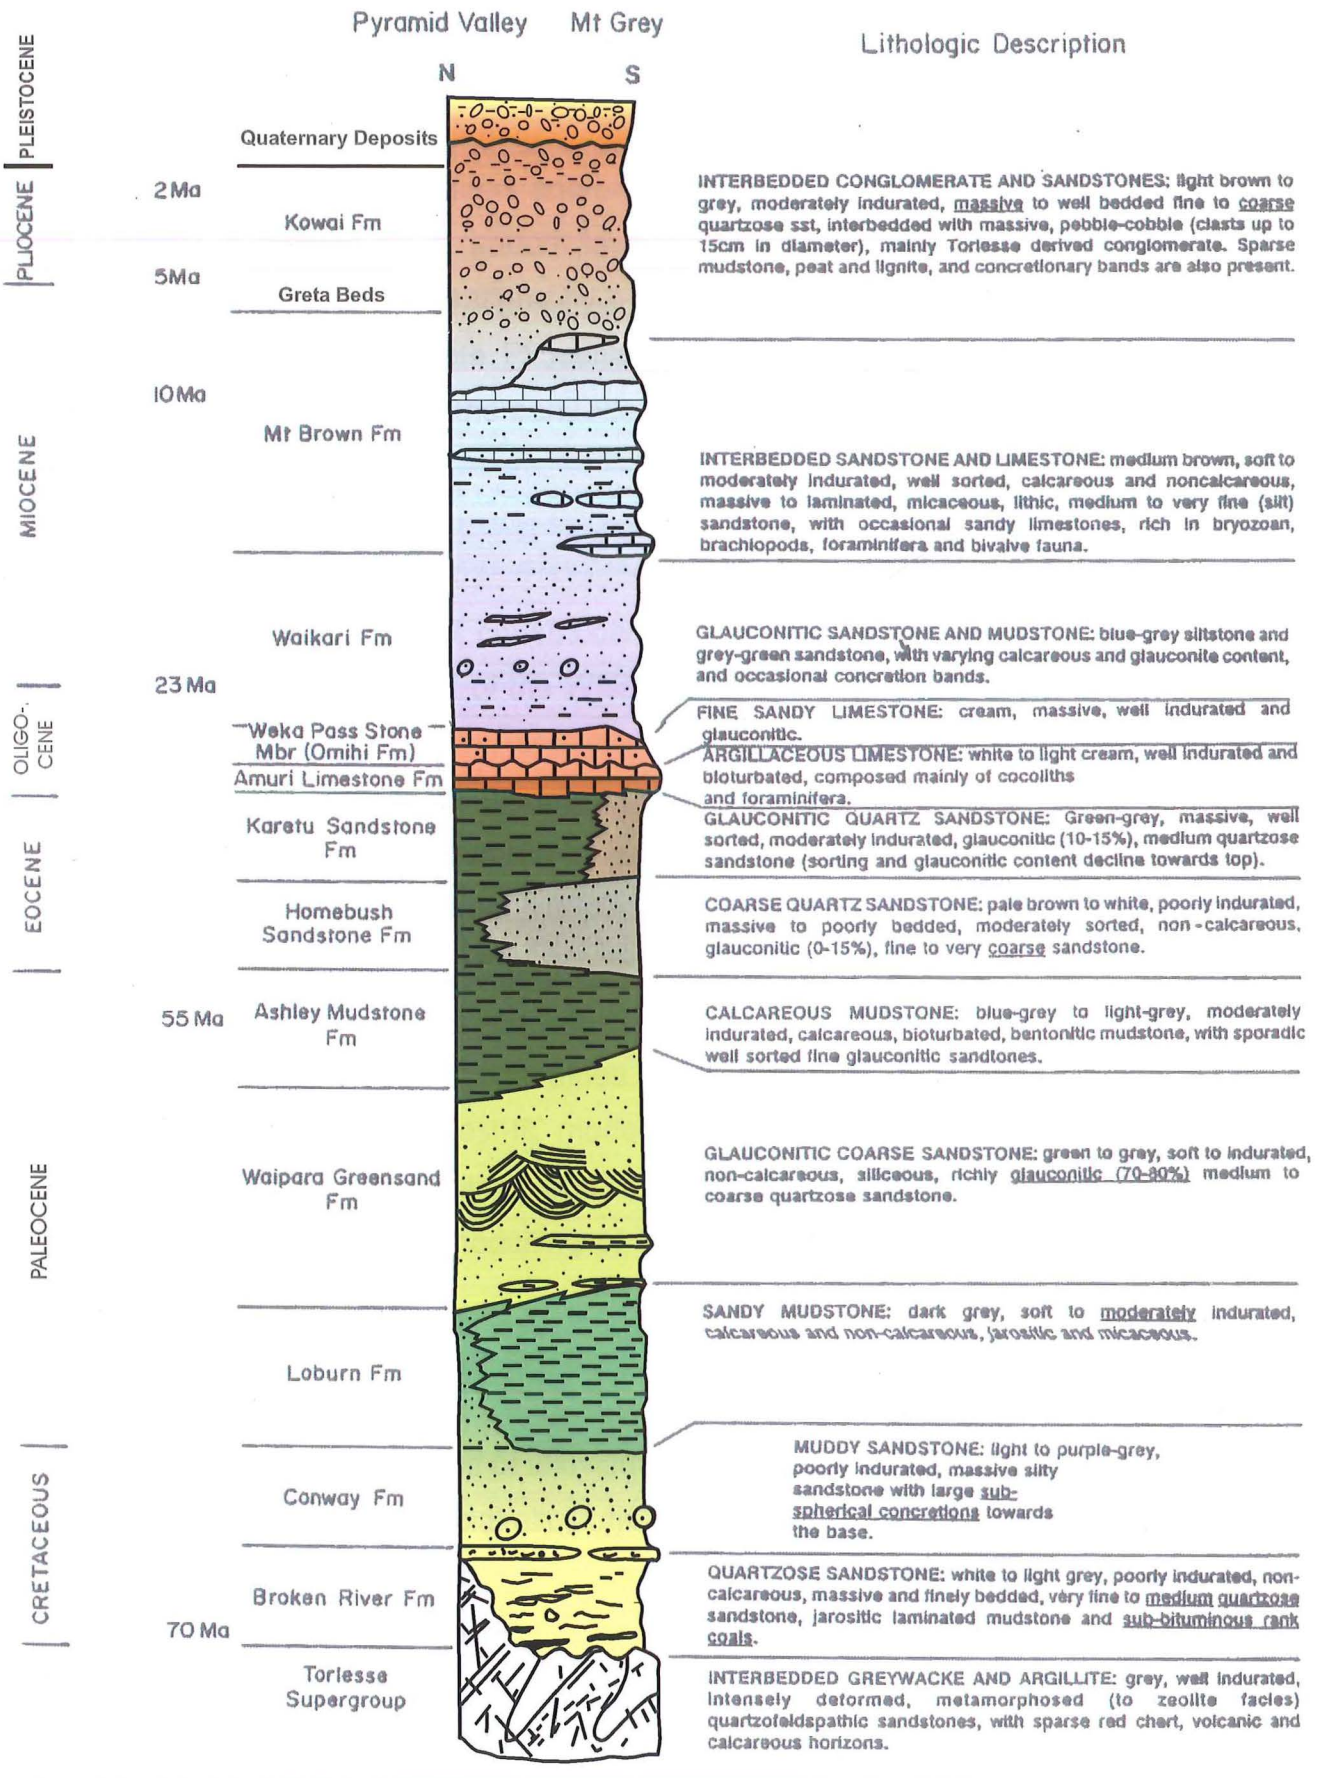 Pyramid Valley Mt Grey
Lithologic Description
N S
PLEISTOCENE
Quaternary Deposits
2Ma
PLIOCENE
Kowai Fm
5Ma
Greta Beds
INTERBEDDED CONGLOMERATE AND SANDSTONES: light brown to
grey, moderately indurated, massive to well bedded fine to coarse
quartzose sst, interbedded with massive, pebble-cobble (clasts up to
15cm in diameter), mainly Torlesse derived conglomerate. Sparse
mudstone, peat and lignite, and concretionary bands are also present.
10Ma
MIOCENE
Mt Brown Fm
INTERBEDDED SANDSTONE AND LIMESTONE: medium brown, soft to
moderately indurated, well sorted, calcareous and noncalcareous,
massive to laminated, micaceous, lithic, medium to very fine (silt)
sandstone, with occasional sandy limestones, rich in bryozoan,
brachiopods, foraminifera and bivalve fauna.
Waikari Fm
GLAUCONITIC SANDSTONE AND MUDSTONE: blue-grey siltstone and
grey-green sandstone, with varying calcareous and glauconite content,
and occasional concretion bands.
23 Ma
OLIGO-
CENE
Weka Pass Stone
Mbr (Omihi Fm)
FINE SANDY LIMESTONE: cream, massive, well indurated and
glauconitic.
Amuri Limestone Fm
ARGILLACEOUS LIMESTONE: white to light cream, well indurated and
bioturbated, composed mainly of cocoliths
and foraminifera.
EOCENE
Karetu Sandstone
Fm
GLAUCONITIC QUARTZ SANDSTONE: Green-grey, massive, well
sorted, moderately indurated, glauconitic (10-15%), medium quartzose
sandstone (sorting and glauconitic content decline towards top).
Homebush
Sandstone Fm
COARSE QUARTZ SANDSTONE: pale brown to white, poorly indurated,
massive to poorly bedded, moderately sorted, non-calcareous,
glauconitic (0-15%), fine to very coarse sandstone.
55 Ma
Ashley Mudstone
Fm
CALCAREOUS MUDSTONE: blue-grey to light-grey, moderately
indurated, calcareous, bioturbated, bentonitic mudstone, with sporadic
well sorted fine glauconitic sandtones.
PALEOCENE
Waipara Greensand
Fm
GLAUCONITIC COARSE SANDSTONE: green to grey, soft to indurated,
non-calcareous, siliceous, richly glauconitic (70-80%) medium to
coarse quartzose sandstone.
Loburn Fm
SANDY MUDSTONE: dark grey, soft to moderately indurated,
calcareous and non-calcareous, jarositic and micaceous.
CRETACEOUS
Conway Fm
MUDDY SANDSTONE: light to purple-grey,
poorly indurated, massive silty
sandstone with large sub-
spherical concretions towards
the base.
Broken River Fm
70 Ma
QUARTZOSE SANDSTONE: white to light grey, poorly indurated, non-
calcareous, massive and finely bedded, very fine to medium quartzose
sandstone, jarositic laminated mudstone and sub-bituminous rank
coals.
Torlesse
Supergroup
INTERBEDDED GREYWACKE AND ARGILLITE: grey, well indurated,
intensely deformed, metamorphosed (to zeolite facies)
quartzofeldspathic sandstones, with sparse red chert, volcanic and
calcareous horizons.